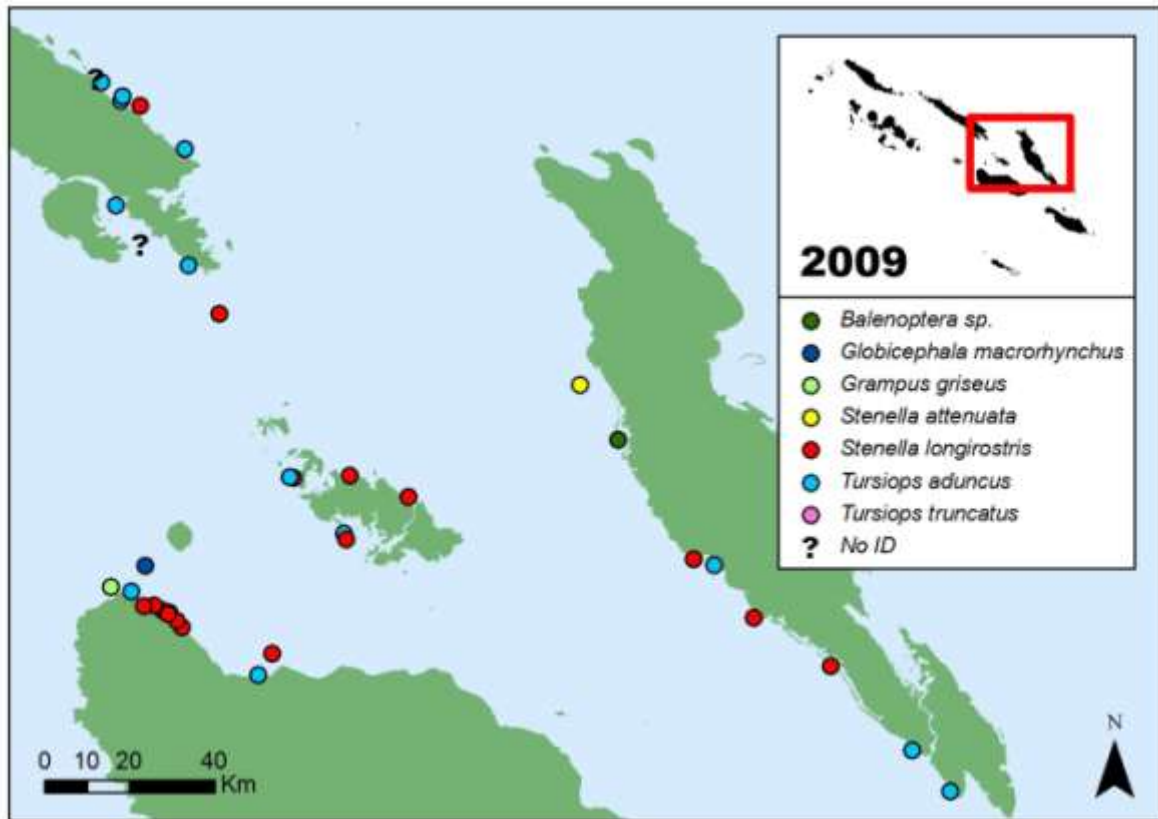 ?
?
2009
Balenoptera sp.
Globicephala macrorhynchus
Grampus griseus
Stenella attenuata
Stenella longirostris
Tursiops aduncus
Tursiops truncatus
? No ID
0 10 20 40
Km
N